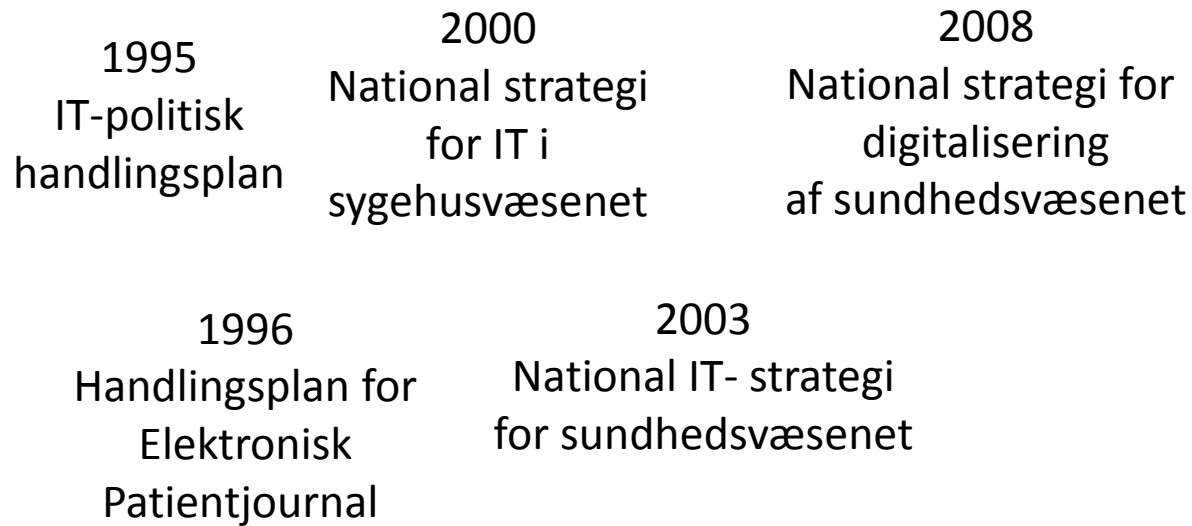 1995
IT-politisk
handlingsplan
2000
National strategi
for IT i
sygehusvæsenet
2008
National strategi for
digitalisering
af sundhedsvæsenet
1996
Handlingsplan for
Elektronisk
Patientjournal
2003
National IT- strategi
for sundhedsvæsenet